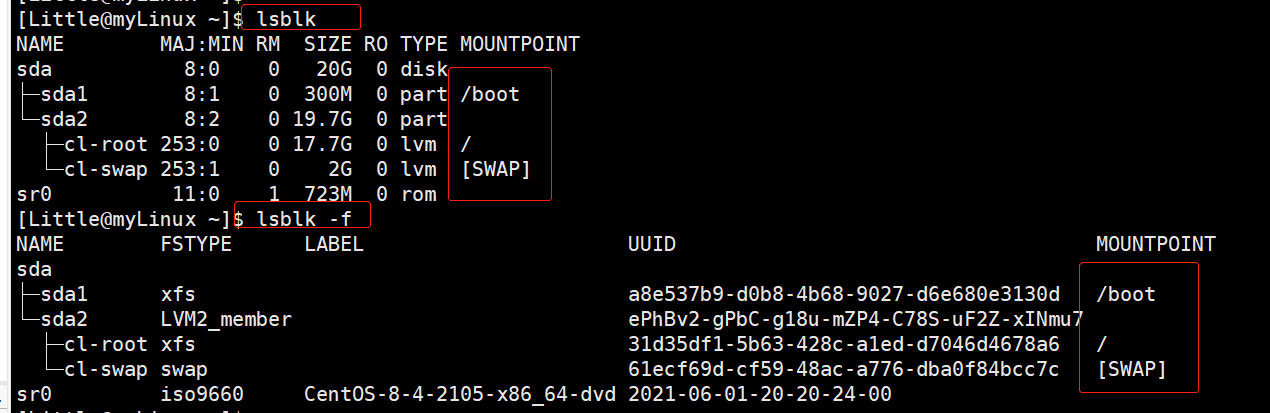 [Little@myLinux ~]$ lsblk
NAME        MAJ:MIN RM  SIZE RO TYPE MOUNTPOINT
sda           8:0    0   20G  0 disk
├─sda1        8:1    0  300M  0 part /boot
└─sda2        8:2    0 19.7G  0 part
  ├─cl-root 253:0    0 17.7G  0 lvm  /
  └─cl-swap 253:1    0    2G  0 lvm  [SWAP]
sr0          11:0    1  723M  0 rom
[Little@myLinux ~]$ lsblk -f
NAME        FSTYPE      LABEL                      UUID                                   MOUNTPOINT
sda
├─sda1      xfs                                    a8e537b9-d0b8-4b68-9027-d6e680e3130d   /boot
└─sda2      LVM2_member                            ePhBv2-gPbC-g18u-mZP4-C78S-uF2Z-xINmu7
  ├─cl-root xfs                                    31d35df1-5b63-428c-a1ed-d7046d4678a6   /
  └─cl-swap swap                                   61ecf69d-cf59-48ac-a776-dba0f84bcc7c   [SWAP]
sr0         iso9660     CentOS-8-4-2105-x86_64-dvd 2021-06-01-20-20-24-00